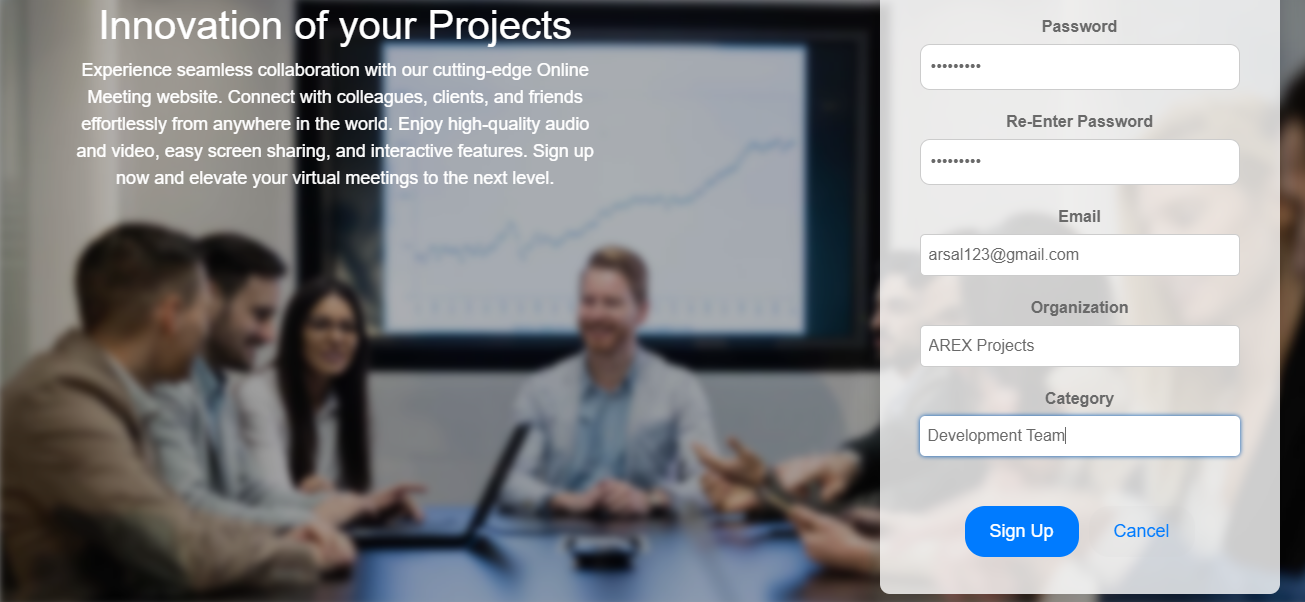 Innovation of your Projects
Experience seamless collaboration with our cutting-edge Online
Meeting website. Connect with colleagues, clients, and friends
effortlessly from anywhere in the world. Enjoy high-quality audio
and video, easy screen sharing, and interactive features. Sign up
now and elevate your virtual meetings to the next level.
Password
•••••••••
Re-Enter Password
•••••••••
Email
arsal123@gmail.com
Organization
AREX Projects
Category
Development Team
Sign Up
Cancel